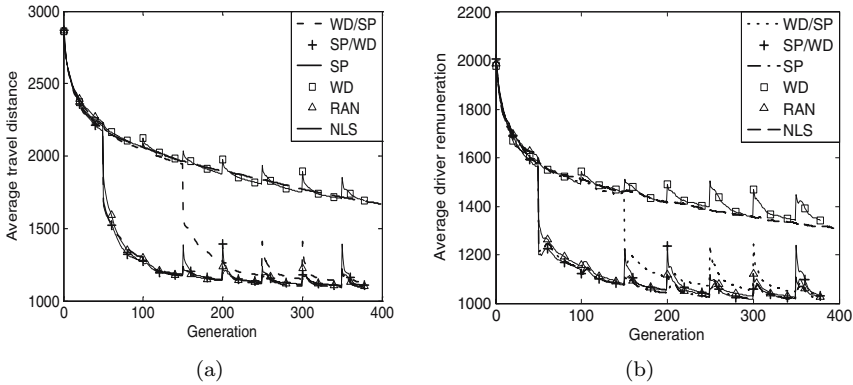 3000
2500
2000
1500
1000
0
100
200
300
400
Average travel distance
Generation
WD/SP
SP/WD
SP
WD
RAN
NLS
(a)
2200
2000
1800
1600
1400
1200
1000
0
100
200
300
400
Average driver remuneration
Generation
WD/SP
SP/WD
SP
WD
RAN
NLS
(b)